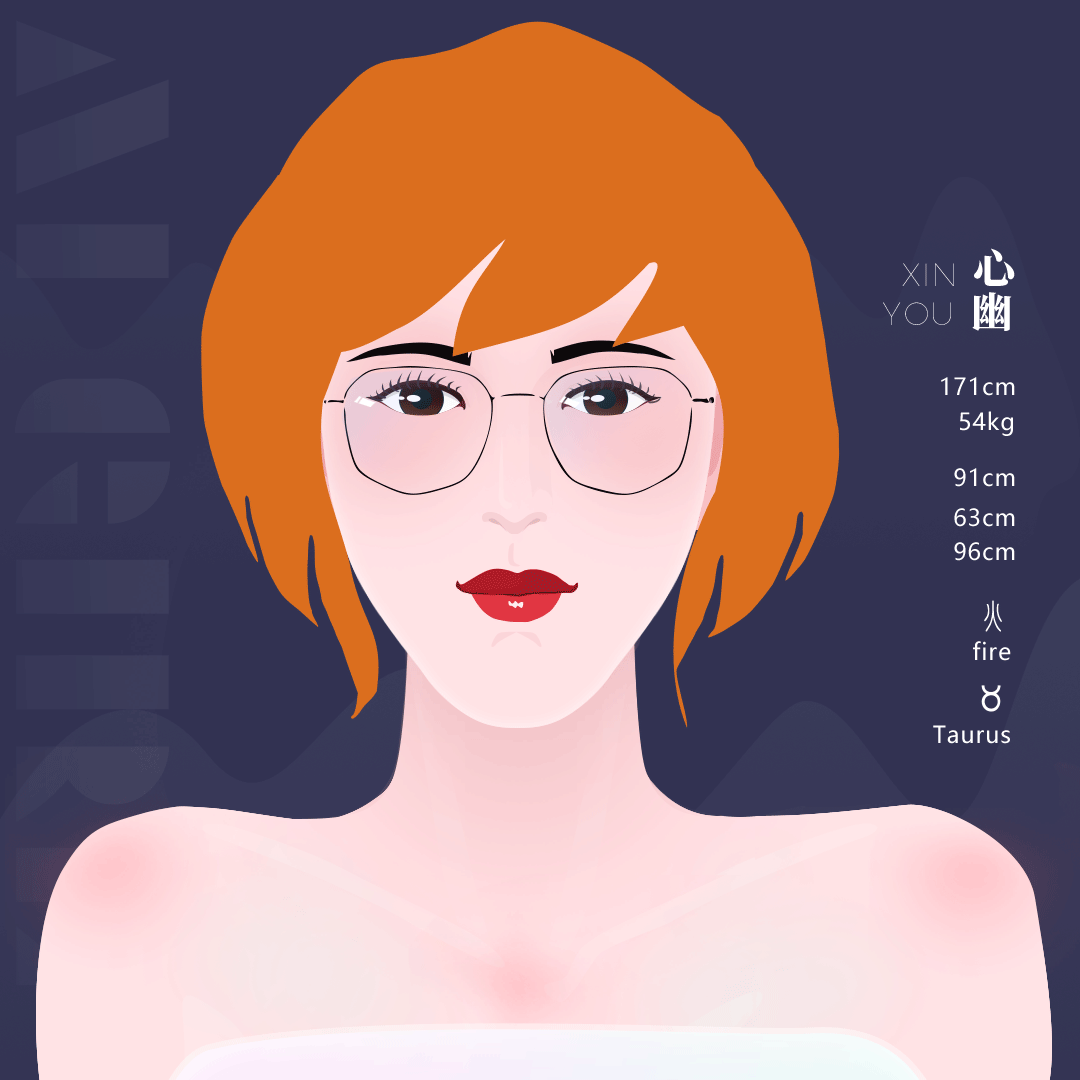 XIN 心
YOU 幽
171cm
54kg
91cm
63cm
96cm
火
fire
♉
Taurus